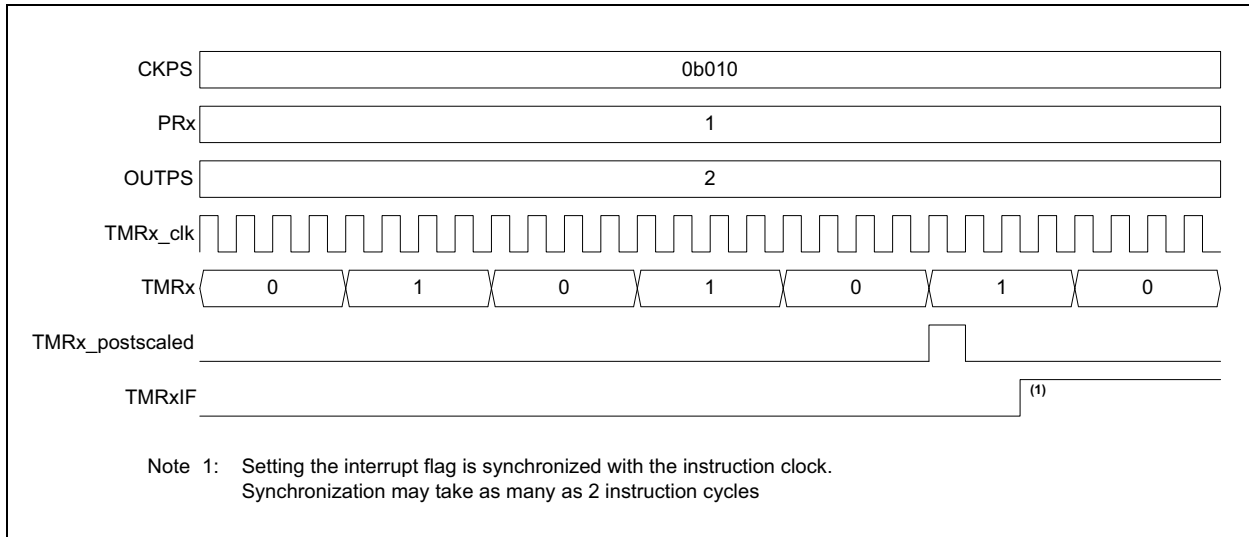 CKPS 0b010
PRx 1
OUTPS 2
TMRx_clk
TMRx 0 1 0 1 0 1 0
TMRx_postscaled
TMRxIF (1)
Note 1: Setting the interrupt flag is synchronized with the instruction clock.
Synchronization may take as many as 2 instruction cycles